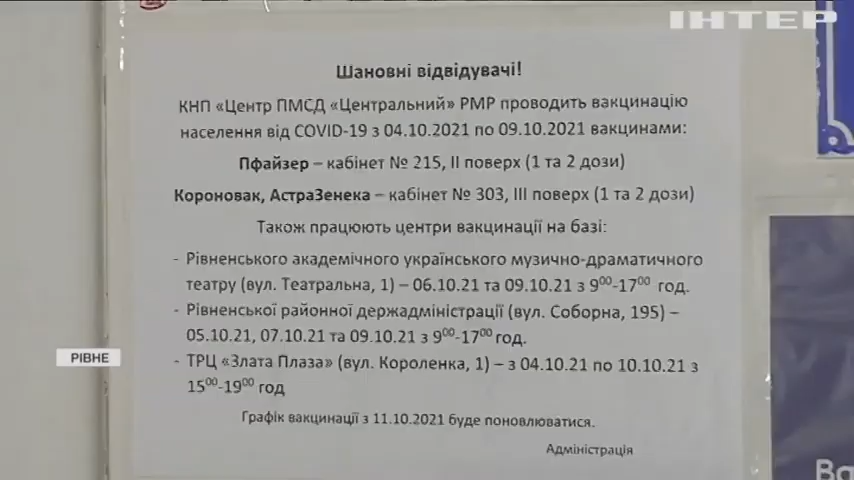 ІНТЕР
Шановні відвідувачі!
КНП «Центр ПМСД «Центральний» РМР проводить вакцинацію
населення від COVID-19 з 04.10.2021 по 09.10.2021 вакцинами:
Пфайзер – кабінет № 215, ІІ поверх (1 та 2 дози)
Короновак, АстраЗенека – кабінет № 303, ІІІ поверх (1 та 2 дози)
Також працюють центри вакцинації на базі:
- Рівненського академічного українського музично-драматичного
театру (вул. Театральна, 1) – 06.10.21 та 09.10.21 з 9⁰⁰-17⁰⁰ год.
- Рівненської районної держадміністрації (вул. Соборна, 195) –
05.10.21, 07.10.21 та 09.10.21 з 9⁰⁰-17⁰⁰ год.
- ТРЦ «Злата Плаза» (вул. Короленка, 1) – з 04.10.21 по 10.10.21 з
15⁰⁰-19⁰⁰ год
Графік вакцинації з 11.10.2021 буде поновлюватися.
Адміністрація
РІВНЕ